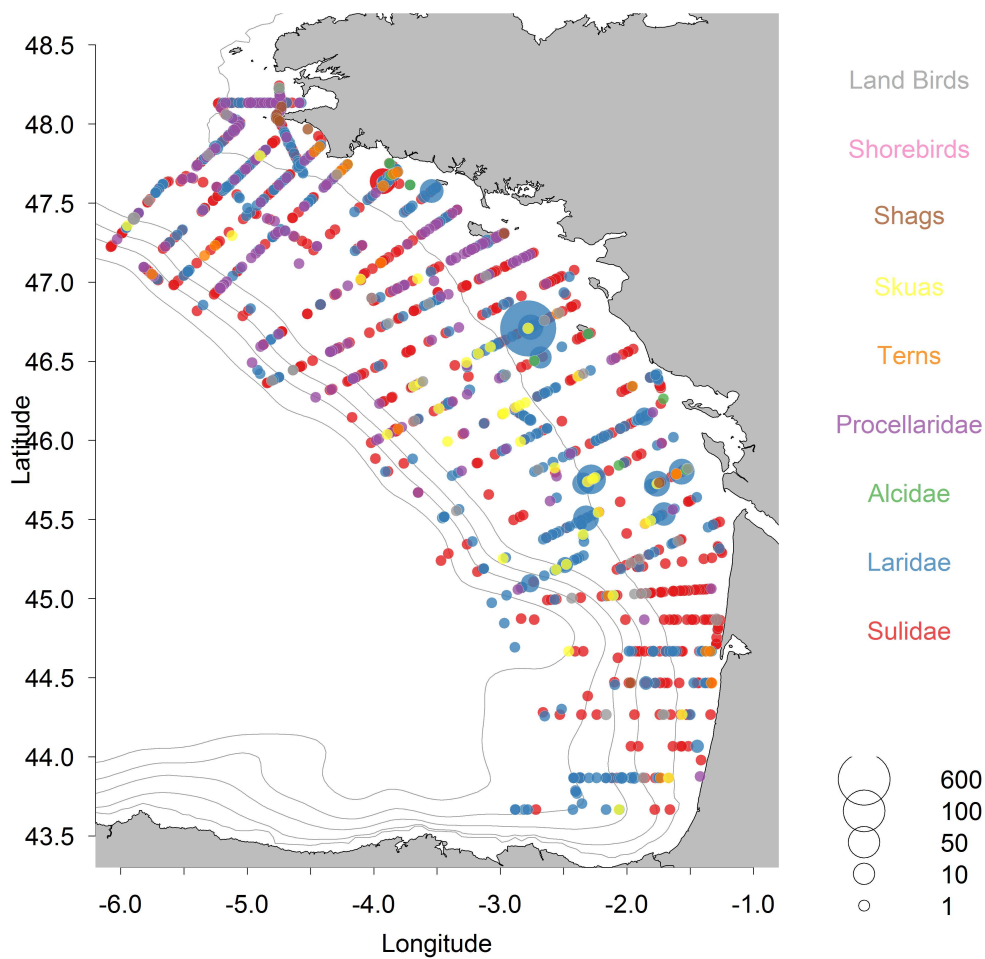 48.5
48.0
47.5
47.0
46.5
46.0
45.5
45.0
44.5
44.0
43.5
Latitude
-6.0 -5.0 -4.0 -3.0 -2.0 -1.0
Longitude
Land Birds
Shorebirds
Shags
Skuas
Terns
Procellaridae
Alcidae
Laridae
Sulidae
600
100
50
10
1